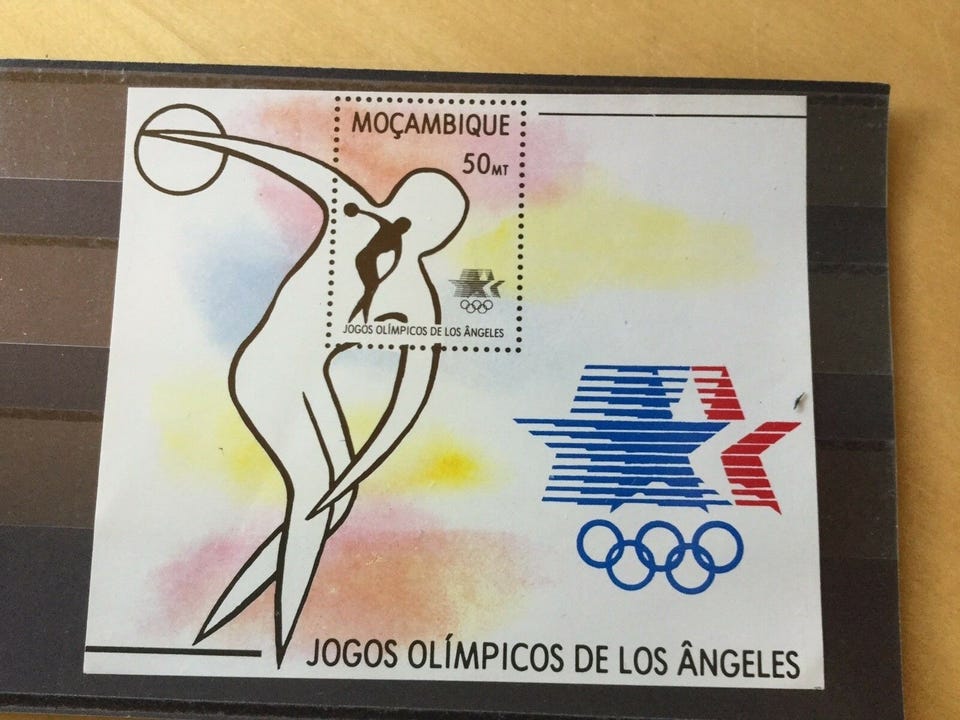 MOÇAMBIQUE
50MT
JOGOS OLÍMPICOS DE LOS ÂNGELES
JOGOS OLÍMPICOS DE LOS ÂNGELES